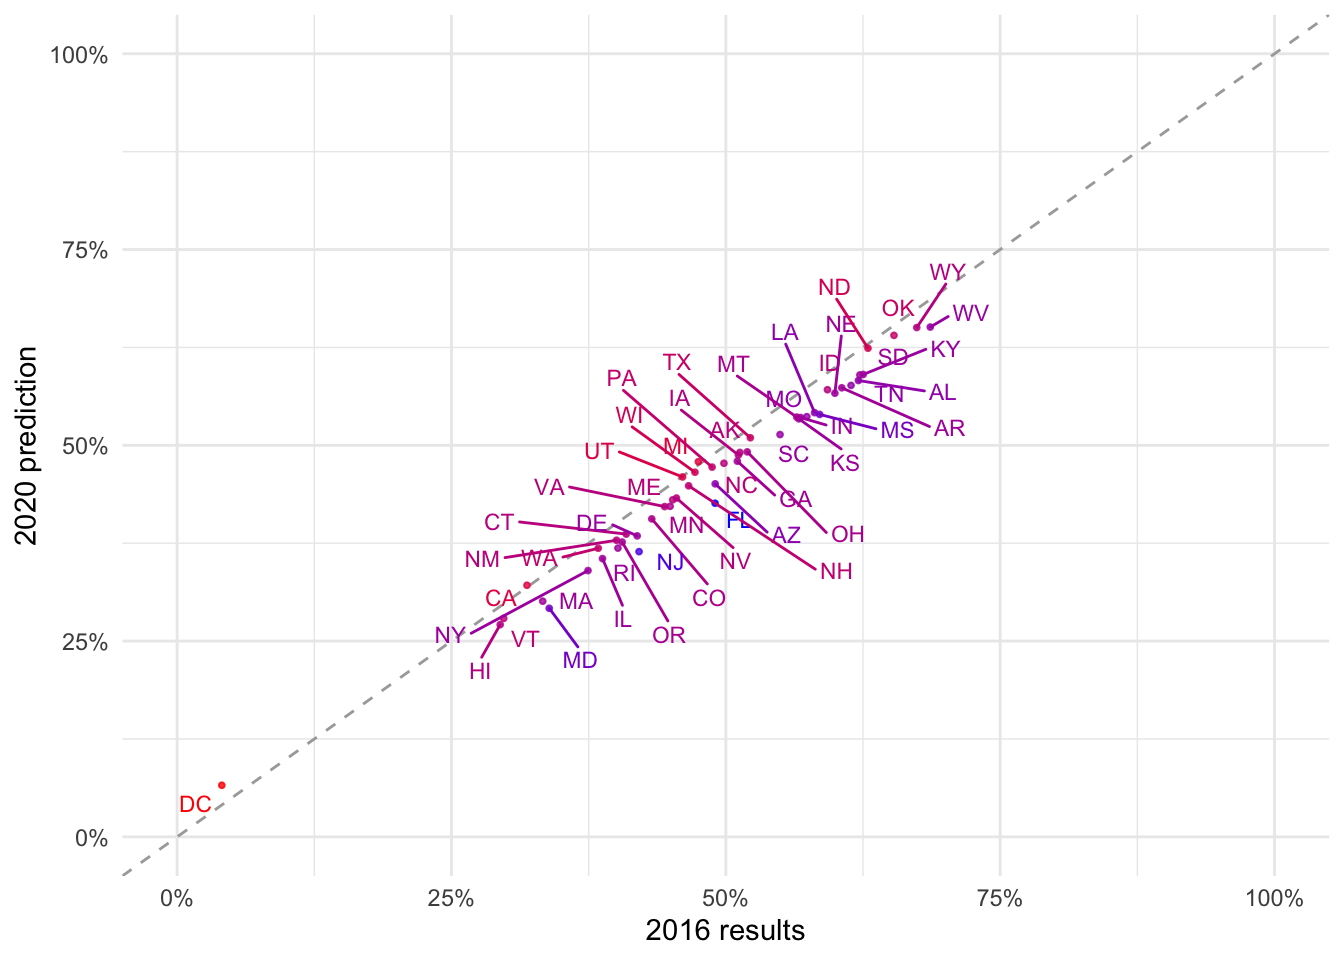 100%
75%
50%
25%
0%
2020 prediction
WY
ND
OK
WV
NE
LA
KY
SD
ID
MT
TX
PA
TN
AL
MO
IA
WI
AK
IN
MS
AR
MI
UT
SC
KS
NC
ME
VA
GA
FL
MN
DE
CT
AZ
OH
NM
WA
NJ
NV
NH
RI
CA
MA
CO
IL
NY
VT
OR
MD
HI
DC
0%
25%
50%
75%
100%
2016 results